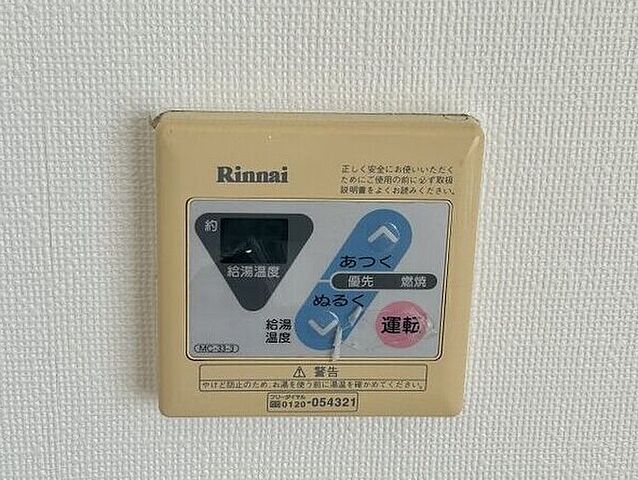 Rinnai
正しく安全にお使いいただく
ためにご使用の前に必ず取扱
説明書をよくお読みください。
約
給湯温度
あつく
優先 燃焼
ぬるく
給湯
温度
運転
MC-33-3
⚠ 警告
やけど防止のため、お湯を使う前に湯温を確かめてください。
フリーダイヤル
0120-054321